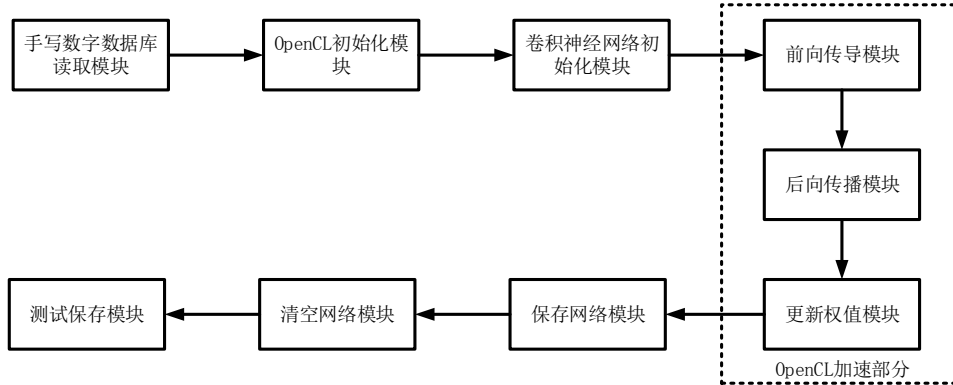 手写数字数据库
读取模块
OpenCL初始化模
块
卷积神经网络初
始化模块
前向传导模块
后向传播模块
更新权值模块
保存网络模块
清空网络模块
测试保存模块
OpenCL加速部分